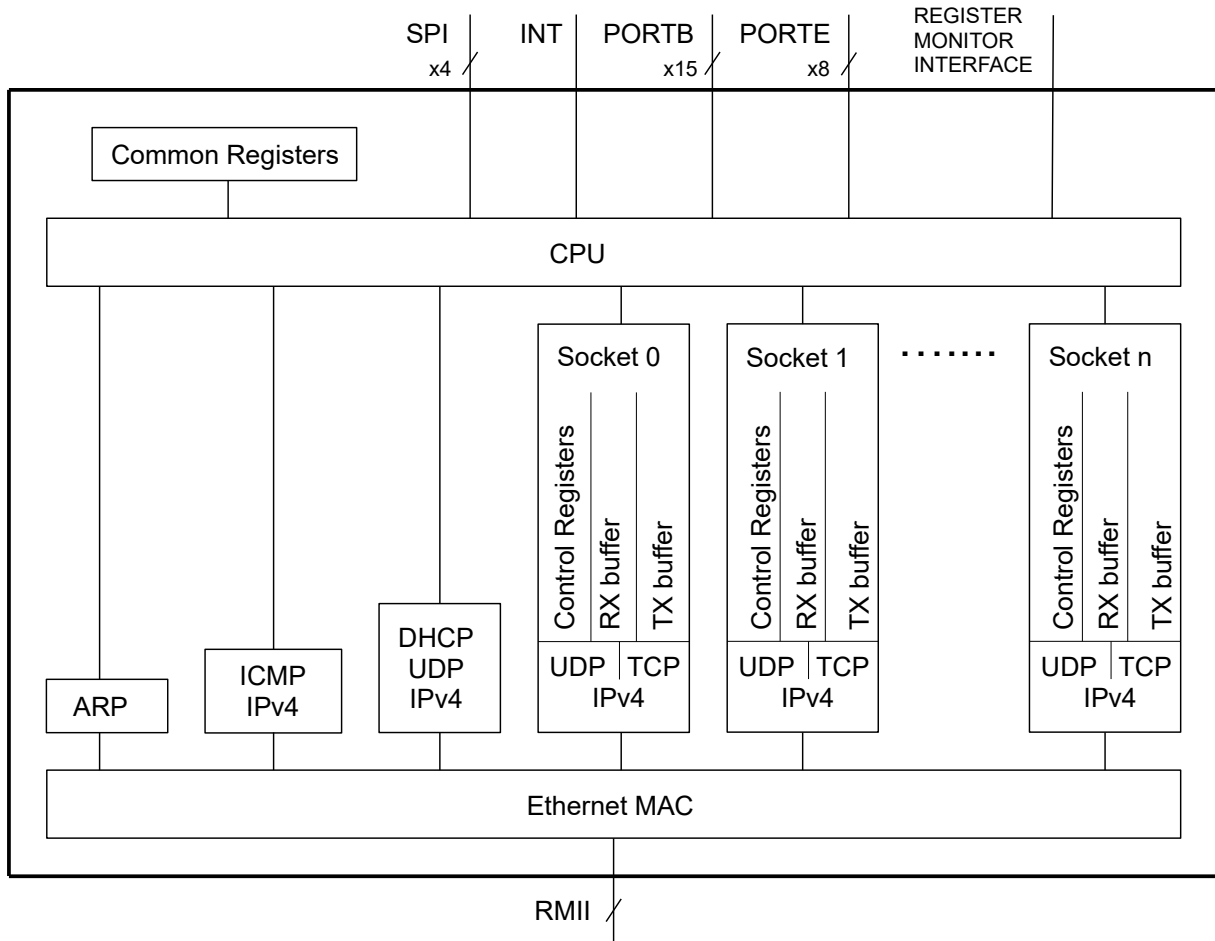 SPI
x4
INT
PORTB
x15
PORTE
x8
REGISTER
MONITOR
INTERFACE
Common Registers
CPU
ARP
ICMP
IPv4
DHCP
UDP
IPv4
Socket 0
Control Registers
RX buffer
TX buffer
UDP
TCP
IPv4
Socket 1
Control Registers
RX buffer
TX buffer
UDP
TCP
IPv4
.......
Socket n
Control Registers
RX buffer
TX buffer
UDP
TCP
IPv4
Ethernet MAC
RMII